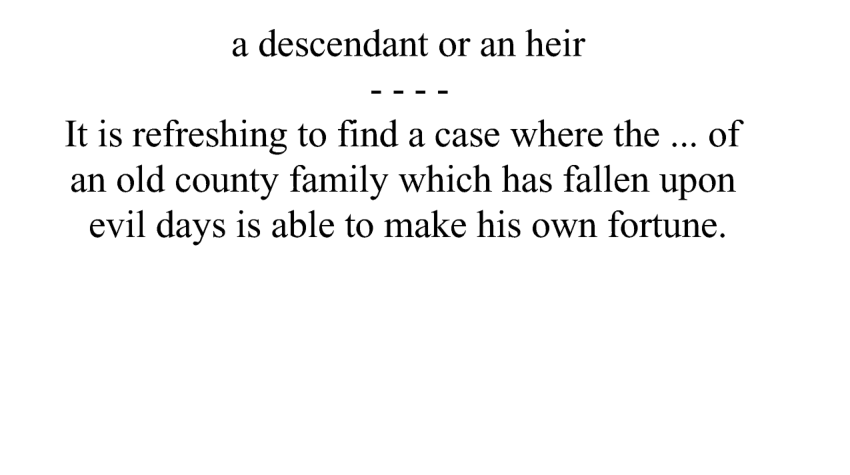 a descendant or an heir
- - - -
It is refreshing to find a case where the ... of
an old county family which has fallen upon
evil days is able to make his own fortune.